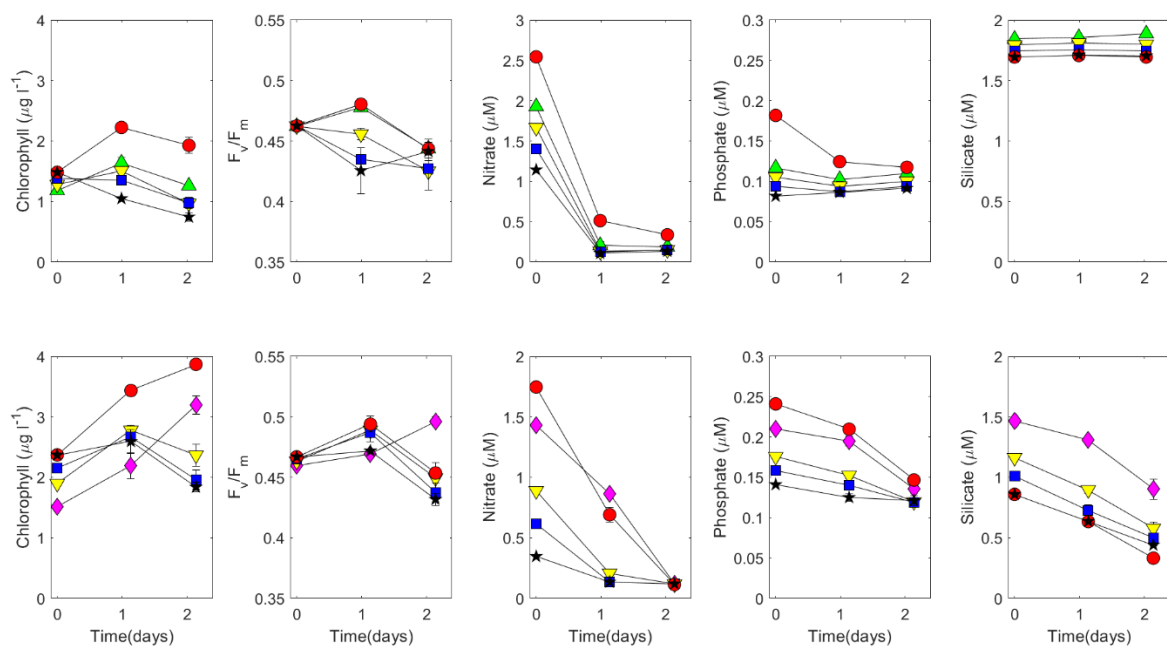 Chlorophyll (μg l⁻¹)
4
3
2
1
0
0 1 2
Fv/Fm
0.55
0.5
0.45
0.4
0.35
0 1 2
Nitrate (μM)
3
2.5
2
1.5
1
0.5
0
0 1 2
Phosphate (μM)
0.3
0.25
0.2
0.15
0.1
0.05
0
0 1 2
Silicate (μM)
2
1.5
1
0.5
0
0 1 2
Chlorophyll (μg l⁻¹)
4
3
2
1
0
0 1 2
Time(days)
Fv/Fm
0.55
0.5
0.45
0.4
0.35
0 1 2
Time(days)
Nitrate (μM)
2
1.5
1
0.5
0
0 1 2
Time(days)
Phosphate (μM)
0.3
0.25
0.2
0.15
0.1
0.05
0
0 1 2
Time(days)
Silicate (μM)
2
1.5
1
0.5
0
0 1 2
Time(days)